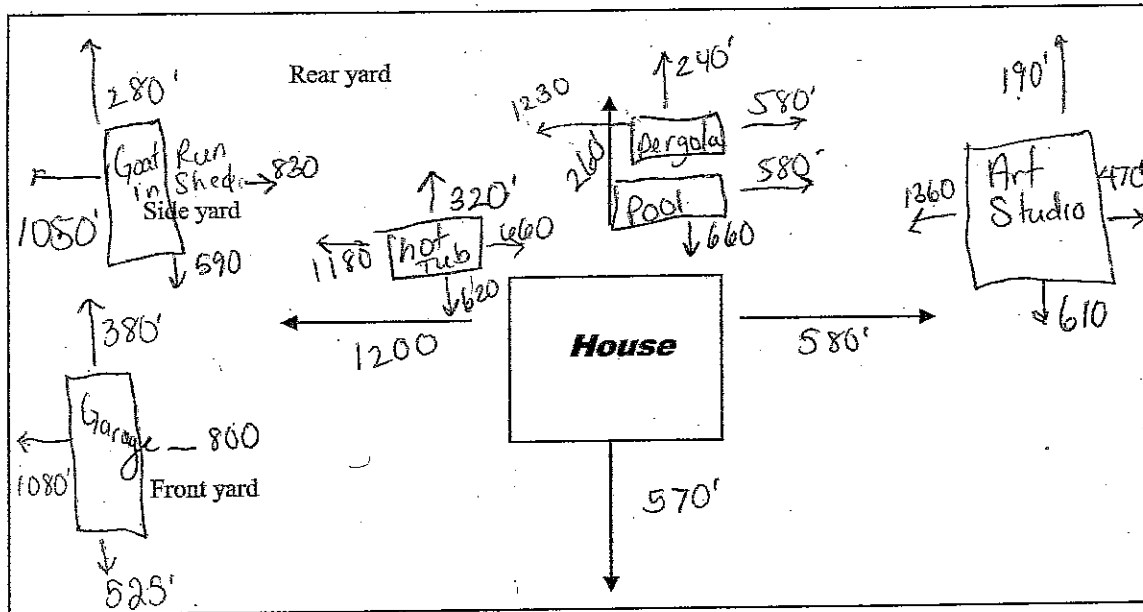 280'
Rear yard
240'
190'
1230
580'
Pergola
260'
Goat
Run
in
Shed
830
1050'
Side yard
590
320'
1180
hot
Tub
660
620
580'
Pool
660
1360
Art
Studio
470'
610
380'
1200
House
580'
Garage
800
1080'
Front yard
525'
570'